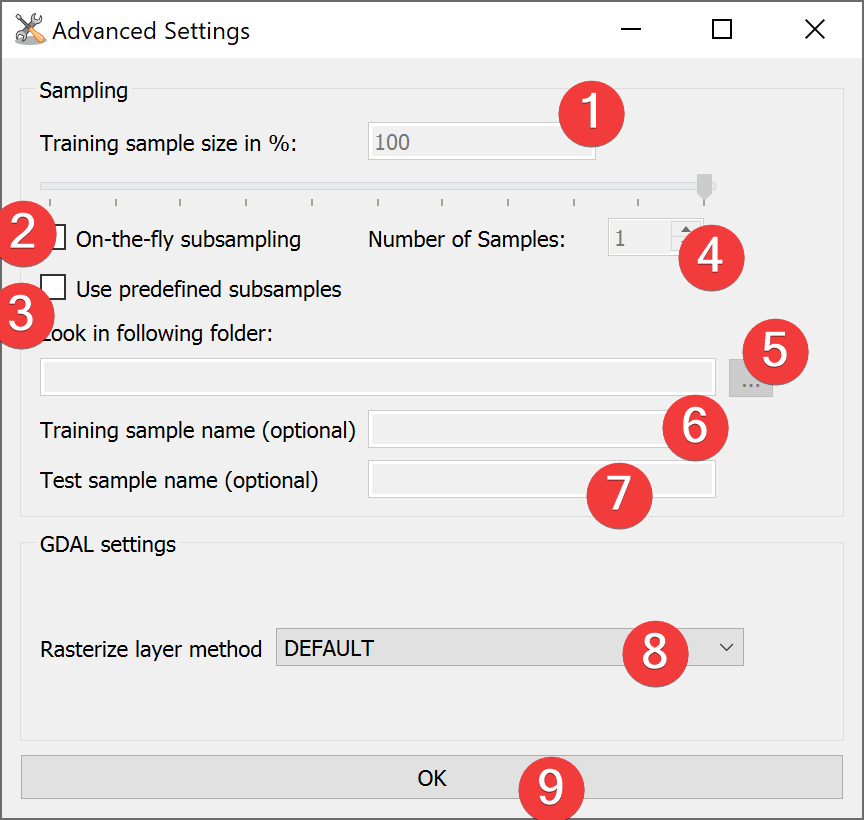 Advanced Settings
Sampling
1
Training sample size in %:
100
2
On-the-fly subsampling
Number of Samples:
1
4
Use predefined subsamples
3
Look in following folder:
5
...
Training sample name (optional)
6
Test sample name (optional)
7
GDAL settings
Rasterize layer method
DEFAULT
8
OK
9